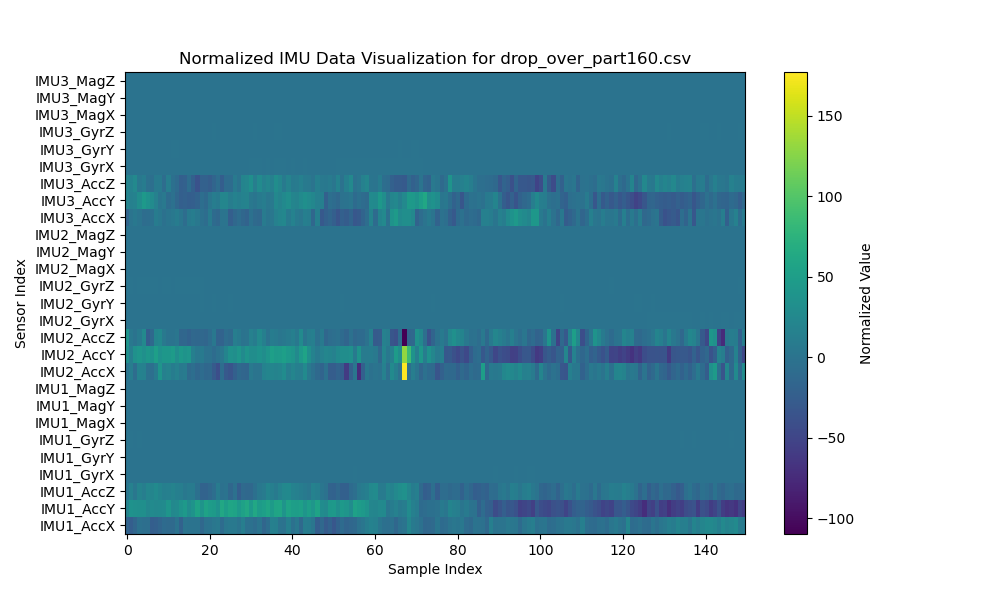 Normalized IMU Data Visualization for drop_over_part160.csv
IMU3_MagZ
IMU3_MagY
IMU3_MagX
IMU3_GyrZ
IMU3_GyrY
IMU3_GyrX
IMU3_AccZ
IMU3_AccY
IMU3_AccX
IMU2_MagZ
IMU2_MagY
IMU2_MagX
IMU2_GyrZ
IMU2_GyrY
IMU2_GyrX
IMU2_AccZ
IMU2_AccY
IMU2_AccX
IMU1_MagZ
IMU1_MagY
IMU1_MagX
IMU1_GyrZ
IMU1_GyrY
IMU1_GyrX
IMU1_AccZ
IMU1_AccY
IMU1_AccX
Sensor Index
0 20 40 60 80 100 120 140
Sample Index
150
100
50
0
−50
−100
Normalized Value